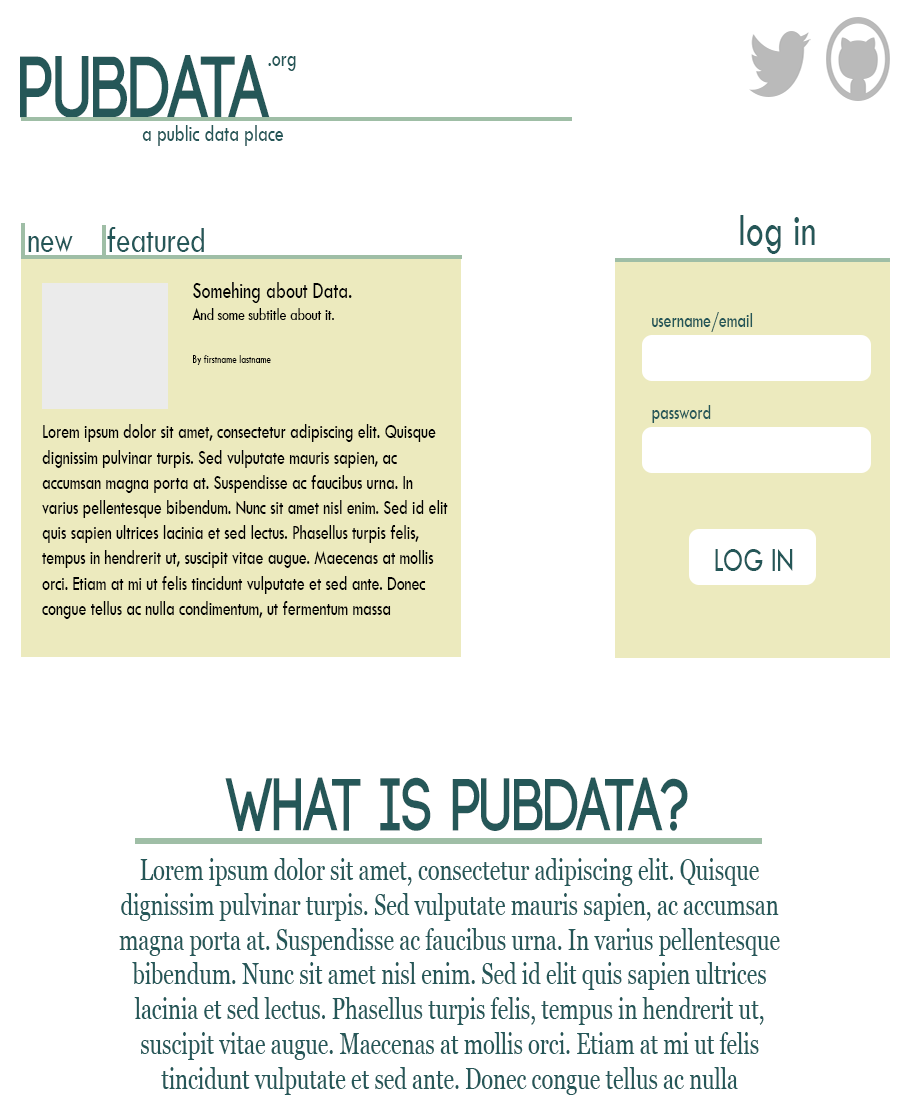 PUBDATA .org
a public data place
new featured
log in
Somehing about Data.
And some subtitle about it.
By firstname lastname
Lorem ipsum dolor sit amet, consectetur adipiscing elit. Quisque
dignissim pulvinar turpis. Sed vulputate mauris sapien, ac
accumsan magna porta at. Suspendisse ac faucibus urna. In
varius pellentesque bibendum. Nunc sit amet nisl enim. Sed id elit
quis sapien ultrices lacinia et sed lectus. Phasellus turpis felis,
tempus in hendrerit ut, suscipit vitae augue. Maecenas at mollis
orci. Etiam at mi ut felis tincidunt vulputate et sed ante. Donec
congue tellus ac nulla condimentum, ut fermentum massa
username/email
password
LOG IN
WHAT IS PUBDATA?
Lorem ipsum dolor sit amet, consectetur adipiscing elit. Quisque
dignissim pulvinar turpis. Sed vulputate mauris sapien, ac accumsan
magna porta at. Suspendisse ac faucibus urna. In varius pellentesque
bibendum. Nunc sit amet nisl enim. Sed id elit quis sapien ultrices
lacinia et sed lectus. Phasellus turpis felis, tempus in hendrerit ut,
suscipit vitae augue. Maecenas at mollis orci. Etiam at mi ut felis
tincidunt vulputate et sed ante. Donec congue tellus ac nulla